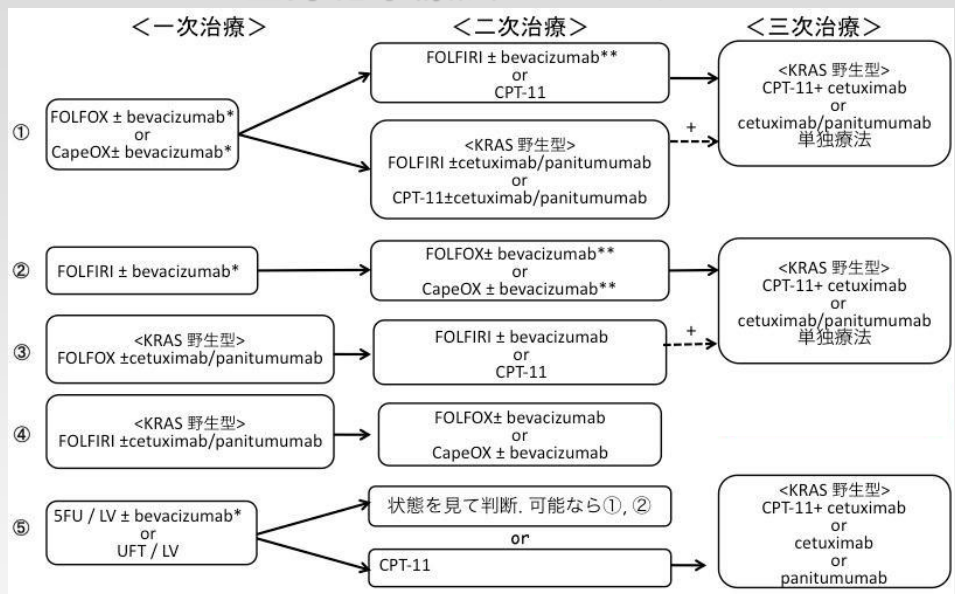 ＜一次治療＞
＜二次治療＞
＜三次治療＞
①
FOLFOX ± bevacizumab*
or
CapeOX± bevacizumab*
FOLFIRI ± bevacizumab**
or
CPT-11
<KRAS 野生型>
FOLFIRI ±cetuximab/panitumumab
or
CPT-11±cetuximab/panitumumab
+
<KRAS 野生型>
CPT-11+ cetuximab
or
cetuximab/panitumumab
単独療法
②
FOLFIRI ± bevacizumab*
FOLFOX± bevacizumab**
or
CapeOX ± bevacizumab**
<KRAS 野生型>
CPT-11+ cetuximab
or
cetuximab/panitumumab
単独療法
③
<KRAS 野生型>
FOLFOX ±cetuximab/panitumumab
FOLFIRI ± bevacizumab
or
CPT-11
+
④
<KRAS 野生型>
FOLFIRI ±cetuximab/panitumumab
FOLFOX± bevacizumab
or
CapeOX ± bevacizumab
⑤
5FU / LV ± bevacizumab*
or
UFT / LV
状態を見て判断. 可能なら①, ②
or
CPT-11
<KRAS 野生型>
CPT-11+ cetuximab
or
cetuximab
or
panitumumab